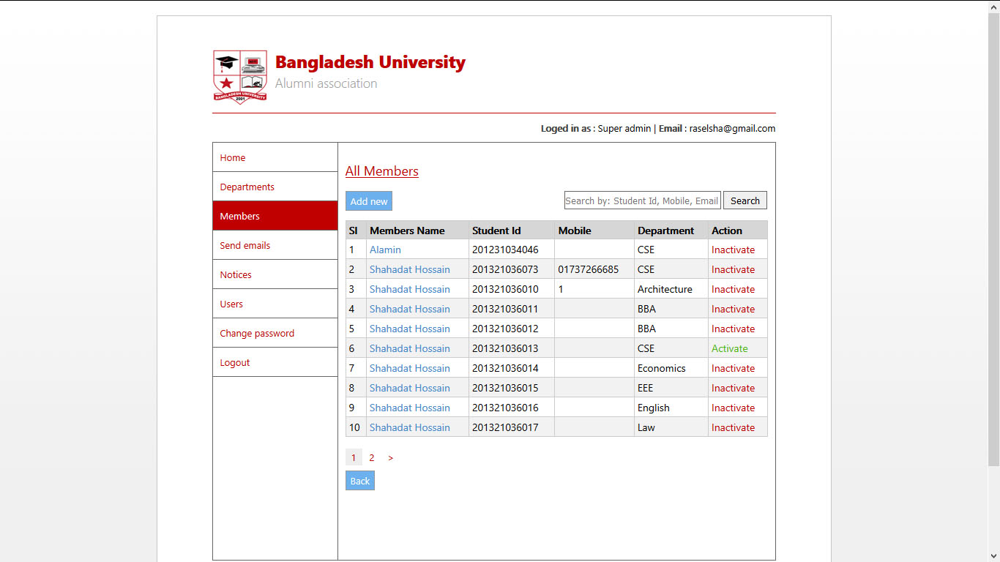 Bangladesh University
Alumni association
BANGLADESH UNIVERSITY
2001
Loged in as : Super admin | Email : raselsha@gmail.com
Home
Departments
Members
Send emails
Notices
Users
Change password
Logout
All Members
Add new
Search by: Student Id, Mobile, Email
Search
Sl Members Name Student Id Mobile Department Action
1 Alamin 201231034046 CSE Inactivate
2 Shahadat Hossain 201321036073 01737266685 CSE Inactivate
3 Shahadat Hossain 201321036010 1 Architecture Inactivate
4 Shahadat Hossain 201321036011 BBA Inactivate
5 Shahadat Hossain 201321036012 BBA Inactivate
6 Shahadat Hossain 201321036013 CSE Activate
7 Shahadat Hossain 201321036014 Economics Inactivate
8 Shahadat Hossain 201321036015 EEE Inactivate
9 Shahadat Hossain 201321036016 English Inactivate
10 Shahadat Hossain 201321036017 Law Inactivate
1 2 >
Back